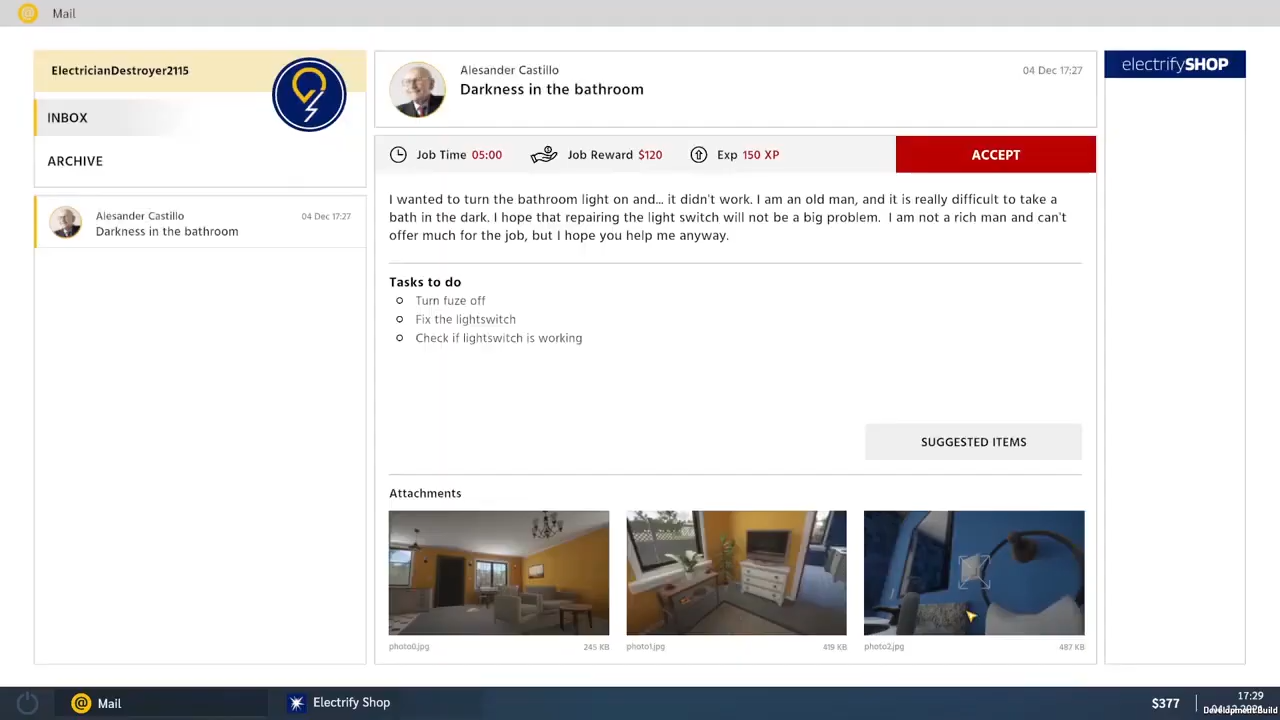 Mail
ElectricianDestroyer2115
INBOX
ARCHIVE
Alesander Castillo
04 Dec 17:27
Darkness in the bathroom
Alesander Castillo
04 Dec 17:27
Darkness in the bathroom
Job Time 05:00
Job Reward $120
Exp 150 XP
ACCEPT
I wanted to turn the bathroom light on and... it didn't work. I am an old man, and it is really difficult to take a
bath in the dark. I hope that repairing the light switch will not be a big problem. I am not a rich man and can't
offer much for the job, but I hope you help me anyway.
Tasks to do
Turn fuze off
Fix the lightswitch
Check if lightswitch is working
SUGGESTED ITEMS
Attachments
photo0.jpg
245 KB
photo1.jpg
419 KB
photo2.jpg
487 KB
electrifySHOP
Mail
Electrify Shop
$377
17:29
Development Build